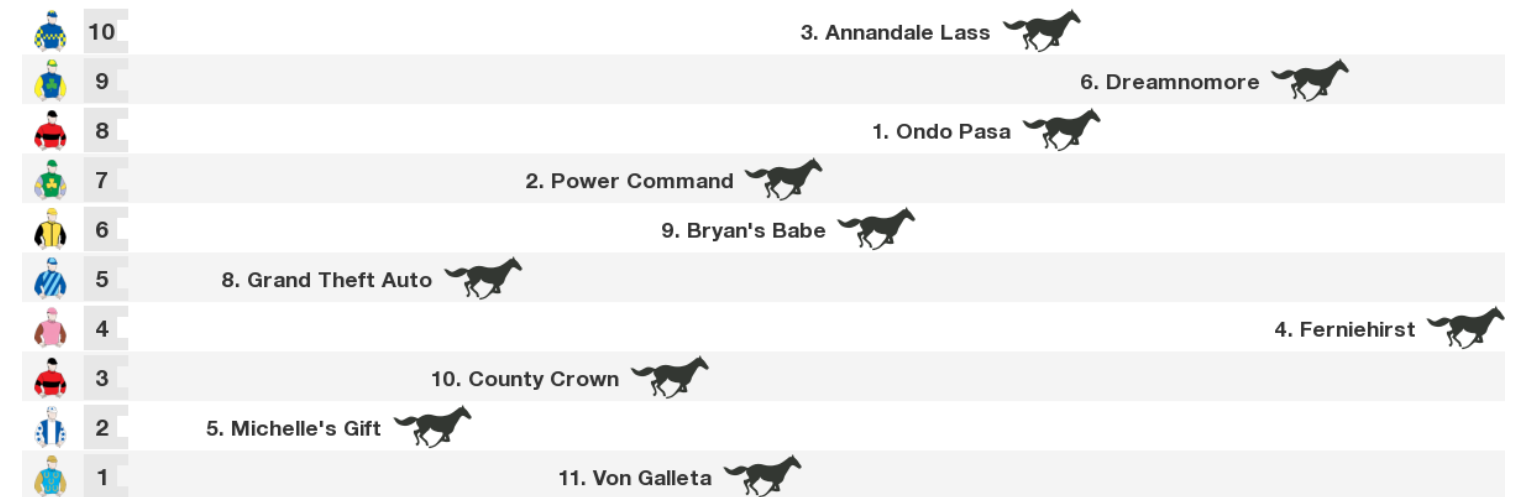 10 3. Annandale Lass
9 6. Dreamnomore
8 1. Ondo Pasa
7 2. Power Command
6 9. Bryan's Babe
5 8. Grand Theft Auto
4 4. Ferniehirst
3 10. County Crown
2 5. Michelle's Gift
1 11. Von Galleta